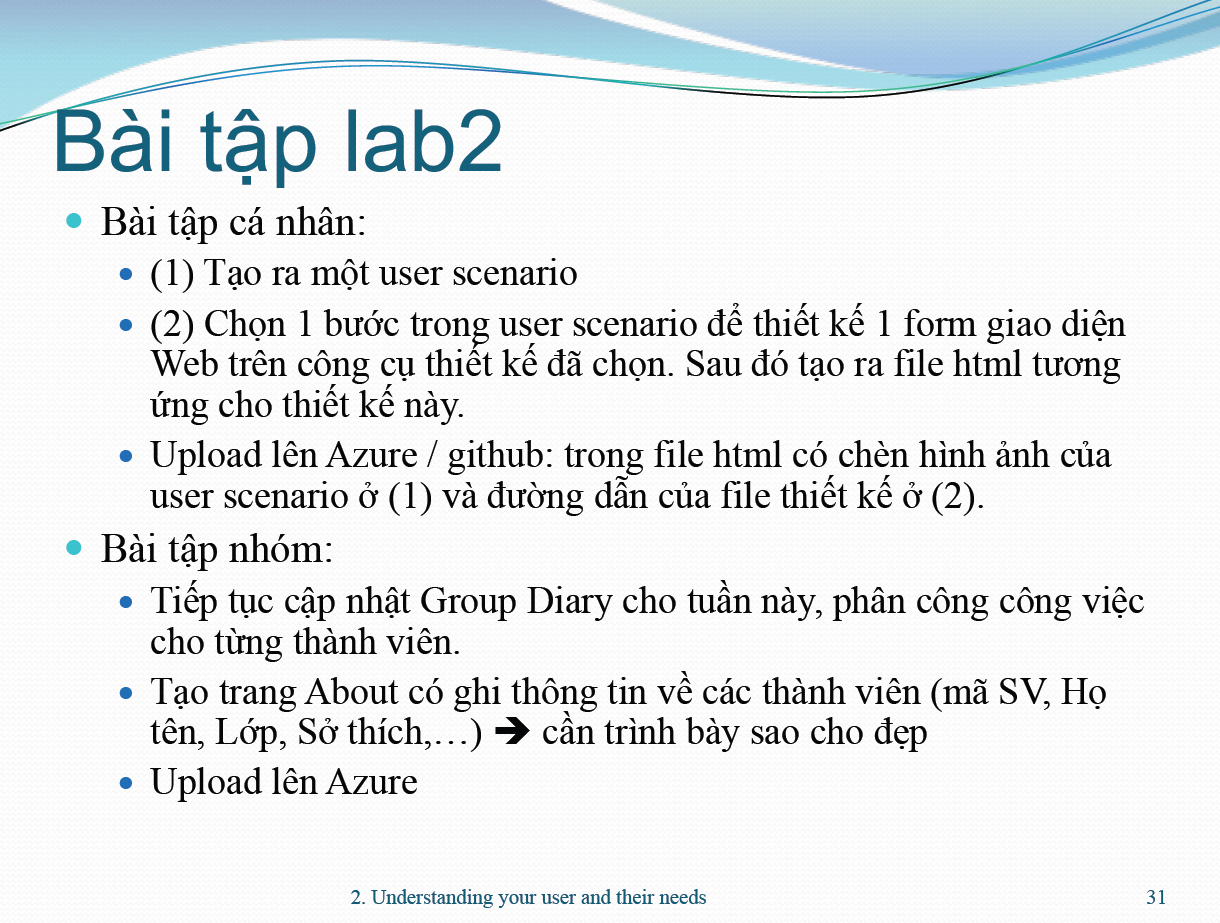 Bài tập lab2
Bài tập cá nhân:
(1) Tạo ra một user scenario
(2) Chọn 1 bước trong user scenario để thiết kế 1 form giao diện
Web trên công cụ thiết kế đã chọn. Sau đó tạo ra file html tương
ứng cho thiết kế này.
Upload lên Azure / github: trong file html có chèn hình ảnh của
user scenario ở (1) và đường dẫn của file thiết kế ở (2).
Bài tập nhóm:
Tiếp tục cập nhật Group Diary cho tuần này, phân công công việc
cho từng thành viên.
Tạo trang About có ghi thông tin về các thành viên (mã SV, Họ
tên, Lớp, Sở thích,…) ➔ cần trình bày sao cho đẹp
Upload lên Azure
2. Understanding your user and their needs
31